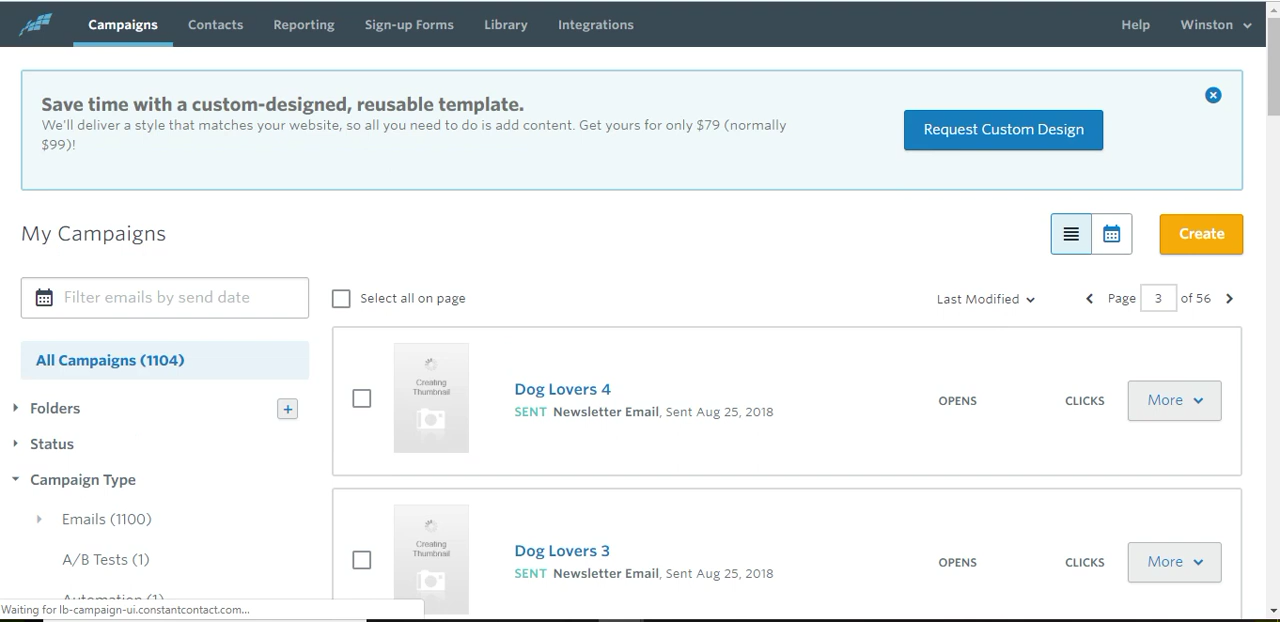 Campaigns Contacts Reporting Sign-up Forms Library Integrations Help Winston
Save time with a custom-designed, reusable template.
We'll deliver a style that matches your website, so all you need to do is add content. Get yours for only $79 (normally
$99)!
Request Custom Design
My Campaigns
Create
Filter emails by send date
Select all on page
Last Modified
Page 3 of 56
All Campaigns (1104)
Folders
+
Status
Campaign Type
Emails (1100)
A/B Tests (1)
Automation (1)
Creating
Thumbnail
Dog Lovers 4
SENT Newsletter Email, Sent Aug 25, 2018
OPENS
CLICKS
More
Creating
Thumbnail
Dog Lovers 3
SENT Newsletter Email, Sent Aug 25, 2018
OPENS
CLICKS
More
Waiting for lb-campaign-ui.constantcontact.com...